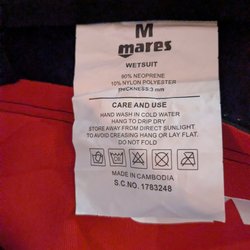 M
mares
WETSUIT
90% NEOPRENE
10% NYLON POLYESTER
THICKNESS:3 mm
CARE AND USE
HAND WASH IN COLD WATER
HANG TO DRIP DRY
STORE AWAY FROM DIRECT SUNLIGHT
TO AVOID CREASING HANG OR LAY FLAT.
DO NOT FOLD
MADE IN CAMBODIA
S.C.NO. 1783248